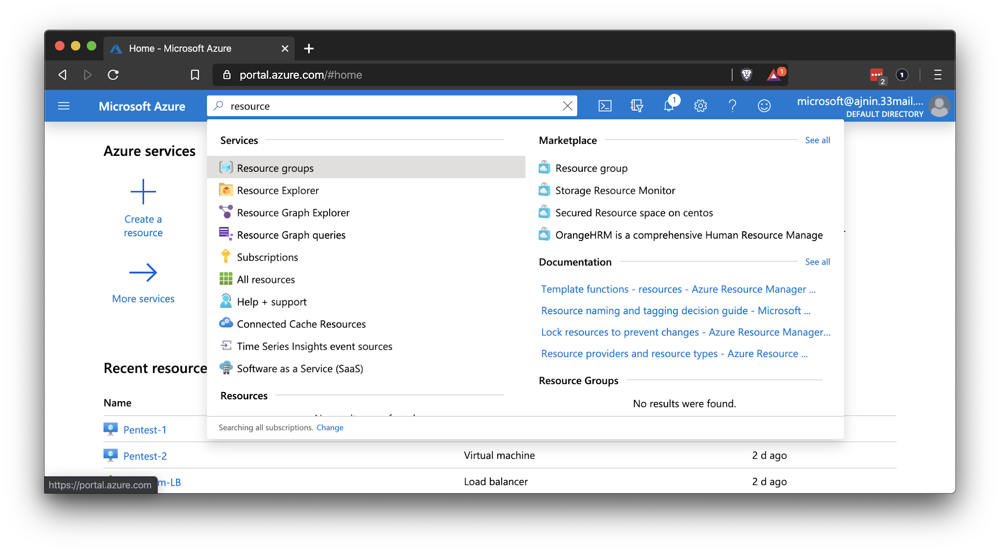 Home - Microsoft Azure
portal.azure.com/#home
1
2
1
Microsoft Azure
resource
1
microsoft@ajnin.33mail....
DEFAULT DIRECTORY
Azure services
Create a
resource
More services
Recent resource
Name
Services
Resource groups
Resource Explorer
Resource Graph Explorer
Resource Graph queries
Subscriptions
All resources
Help + support
Connected Cache Resources
Time Series Insights event sources
Software as a Service (SaaS)
Resources
Marketplace
See all
Resource group
Storage Resource Monitor
Secured Resource space on centos
OrangeHRM is a comprehensive Human Resource Manage
Documentation
See all
Template functions - resources - Azure Resource Manager ...
Resource naming and tagging decision guide - Microsoft ...
Lock resources to prevent changes - Azure Resource Manager...
Resource providers and resource types - Azure Resource ...
Resource Groups
No results were found.
Searching all subscriptions. Change
Pentest-1
Pentest-2 Virtual machine 2 d ago
m-LB Load balancer 2 d ago
https://portal.azure.com